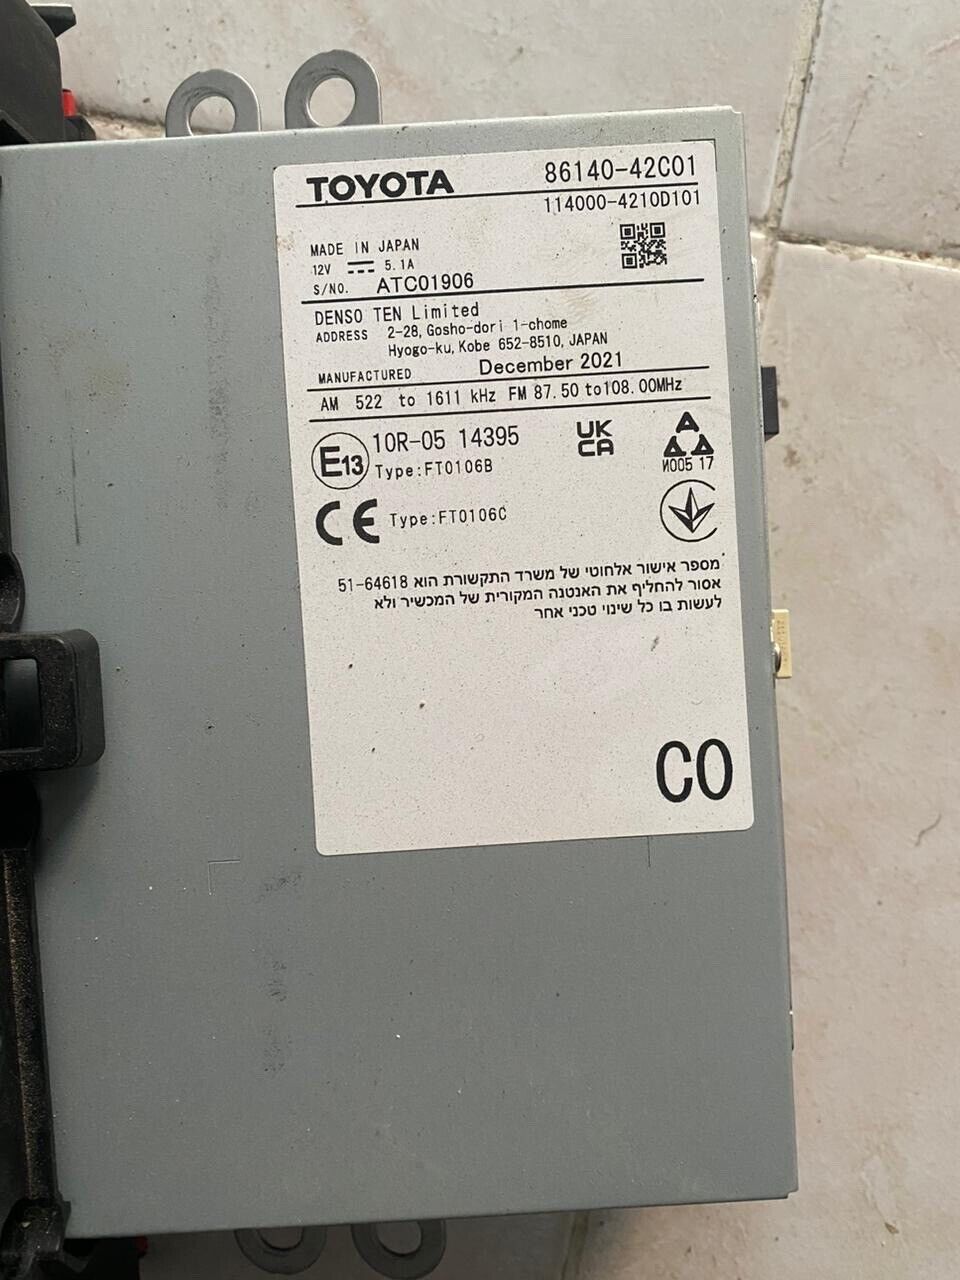 TOYOTA 86140-42C01
114000-4210D101
MADE IN JAPAN
12V 5.1A
S/NO. ATC01906
DENSO TEN Limited
ADDRESS 2-28, Gosho-dori 1-chome
Hyogo-ku, Kobe 652-8510, JAPAN
MANUFACTURED December 2021
AM 522 to 1611 kHz FM 87.50 to108.00MHz
E13 10R-05 14395
Type:FT0106B
UK
CA
И005 17
CE Type:FT0106C
מספר אישור אלחוטי של משרד התקשורת הוא 51-64618
אסור להחליף את האנטנה המקורית של המכשיר ולא
לעשות בו כל שינוי טכני אחר
C0